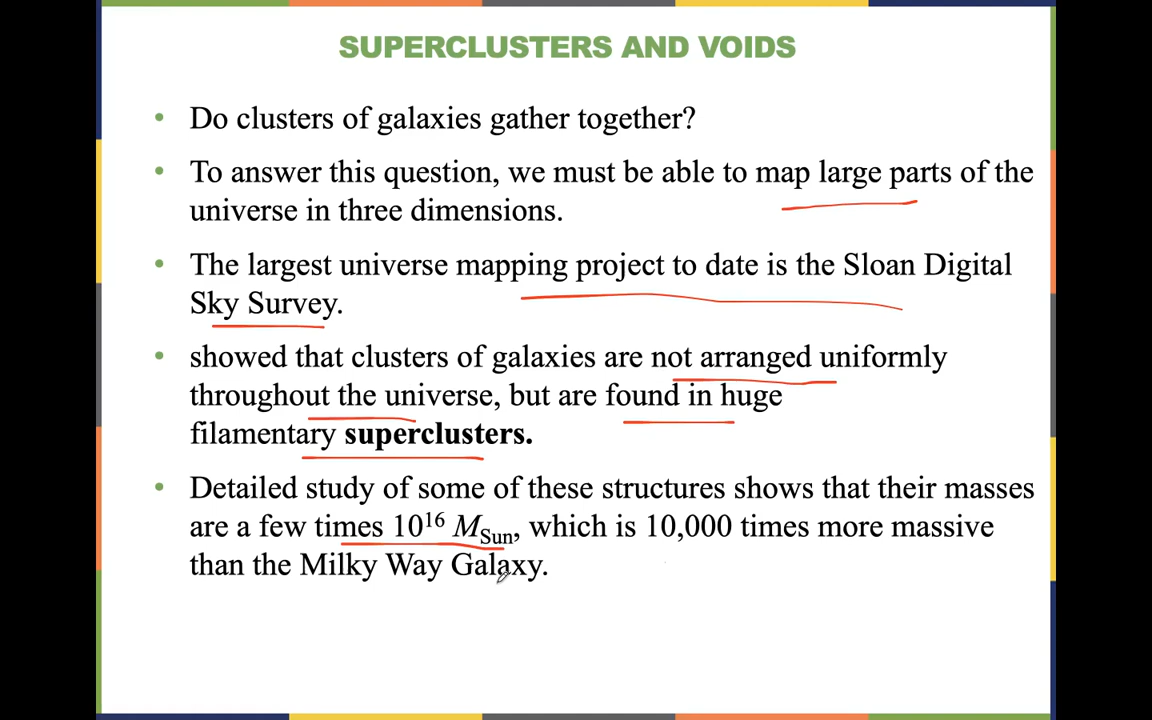 SUPERCLUSTERS AND VOIDS
• Do clusters of galaxies gather together?
• To answer this question, we must be able to map large parts of the
universe in three dimensions.
• The largest universe mapping project to date is the Sloan Digital
Sky Survey.
• showed that clusters of galaxies are not arranged uniformly
throughout the universe, but are found in huge
filamentary superclusters.
• Detailed study of some of these structures shows that their masses
are a few times 10¹⁶ M_Sun, which is 10,000 times more massive
than the Milky Way Galaxy.